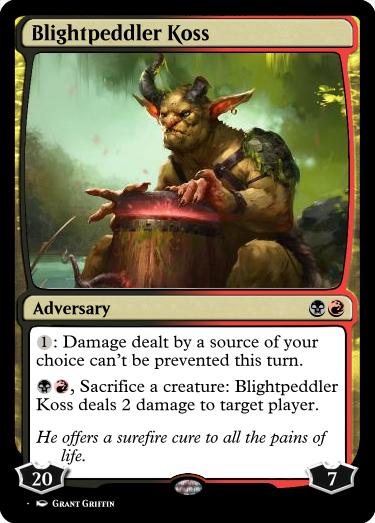 Blightpeddler Koss
Adversary
1: Damage dealt by a source of your
choice can't be prevented this turn.
, Sacrifice a creature: Blightpeddler
Koss deals 2 damage to target player.
He offers a surefire cure to all the pains of
life.
20
7
· GRANT GRIFFIN